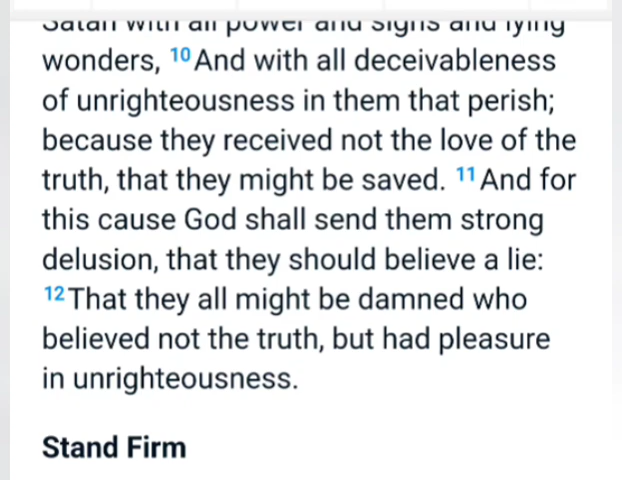 Satan with all power and signs and lying
wonders, 10 And with all deceivableness
of unrighteousness in them that perish;
because they received not the love of the
truth, that they might be saved. 11 And for
this cause God shall send them strong
delusion, that they should believe a lie:
12 That they all might be damned who
believed not the truth, but had pleasure
in unrighteousness.
Stand Firm